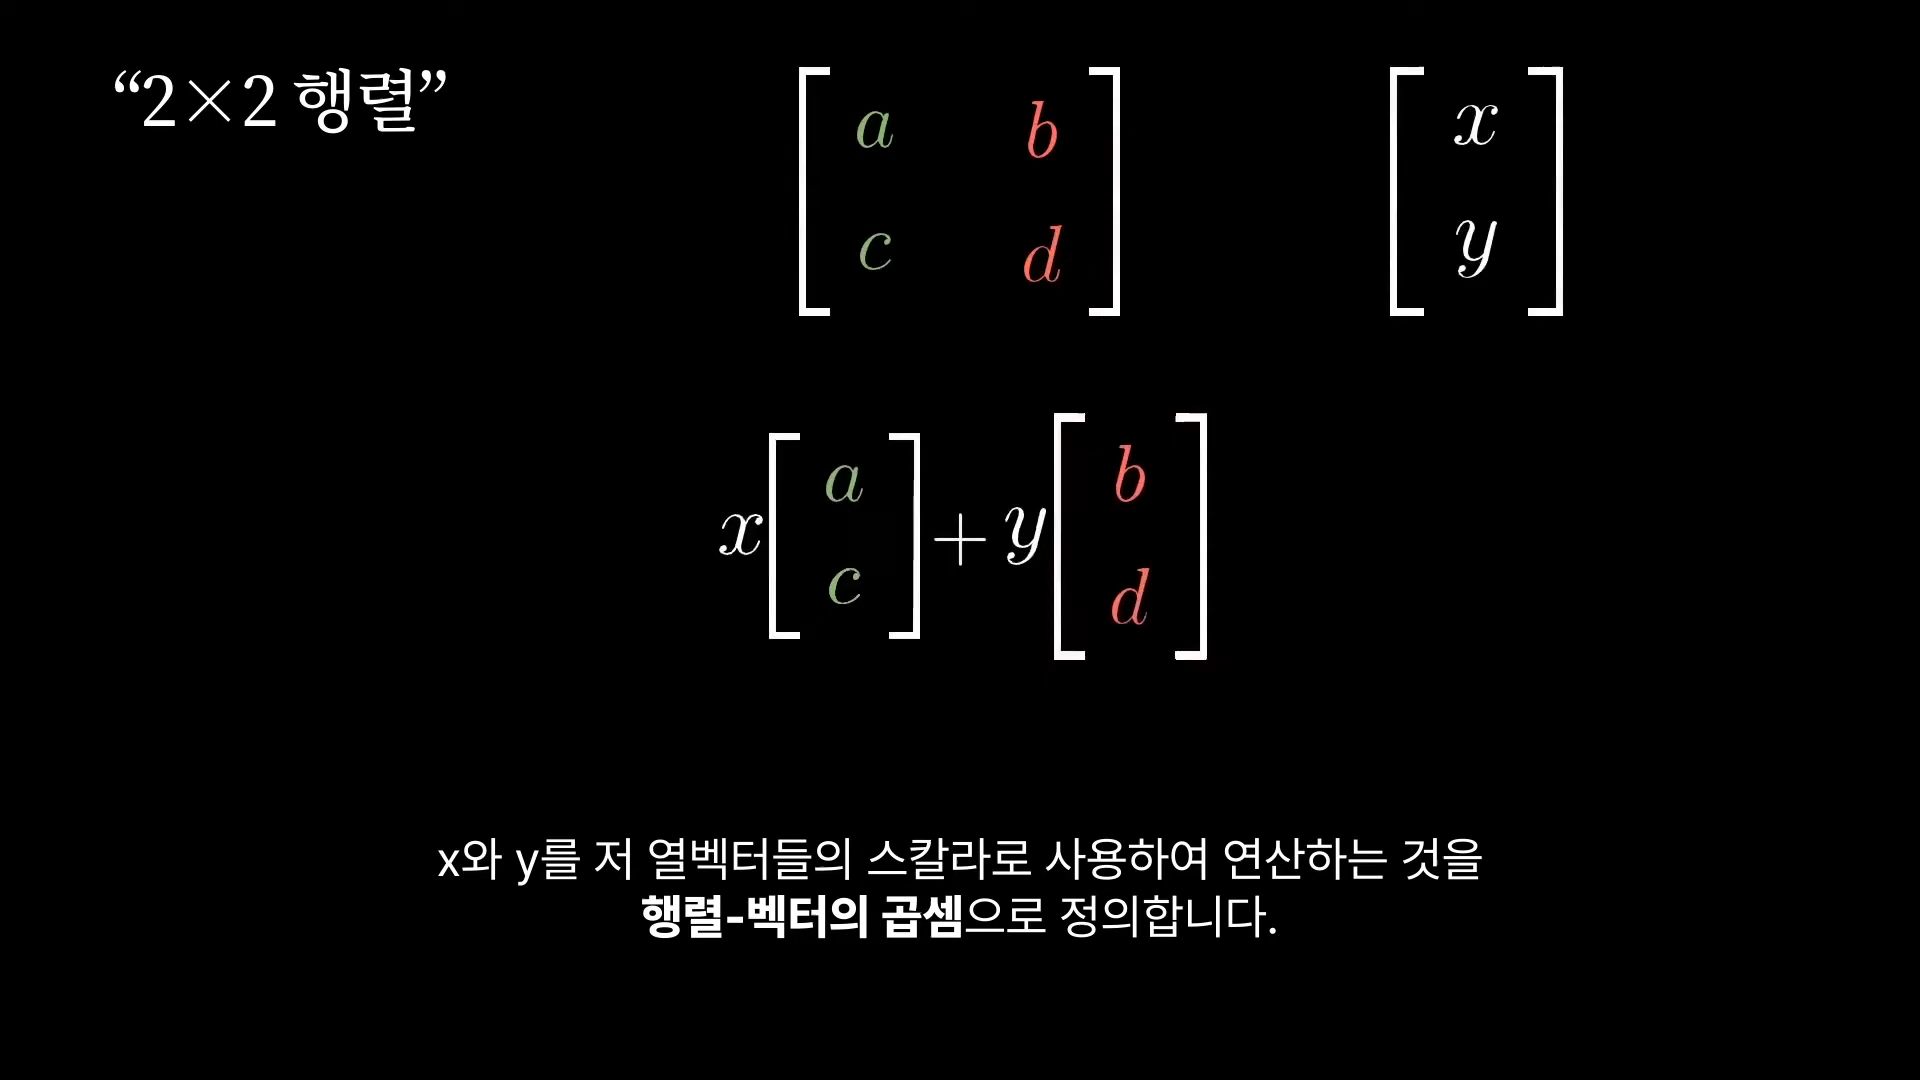 “2×2 행렬”
a b
c d
x
y
x [a c] + y [b d]
x와 y를 저 열벡터들의 스칼라로 사용하여 연산하는 것을
행렬-벡터의 곱셈으로 정의합니다.